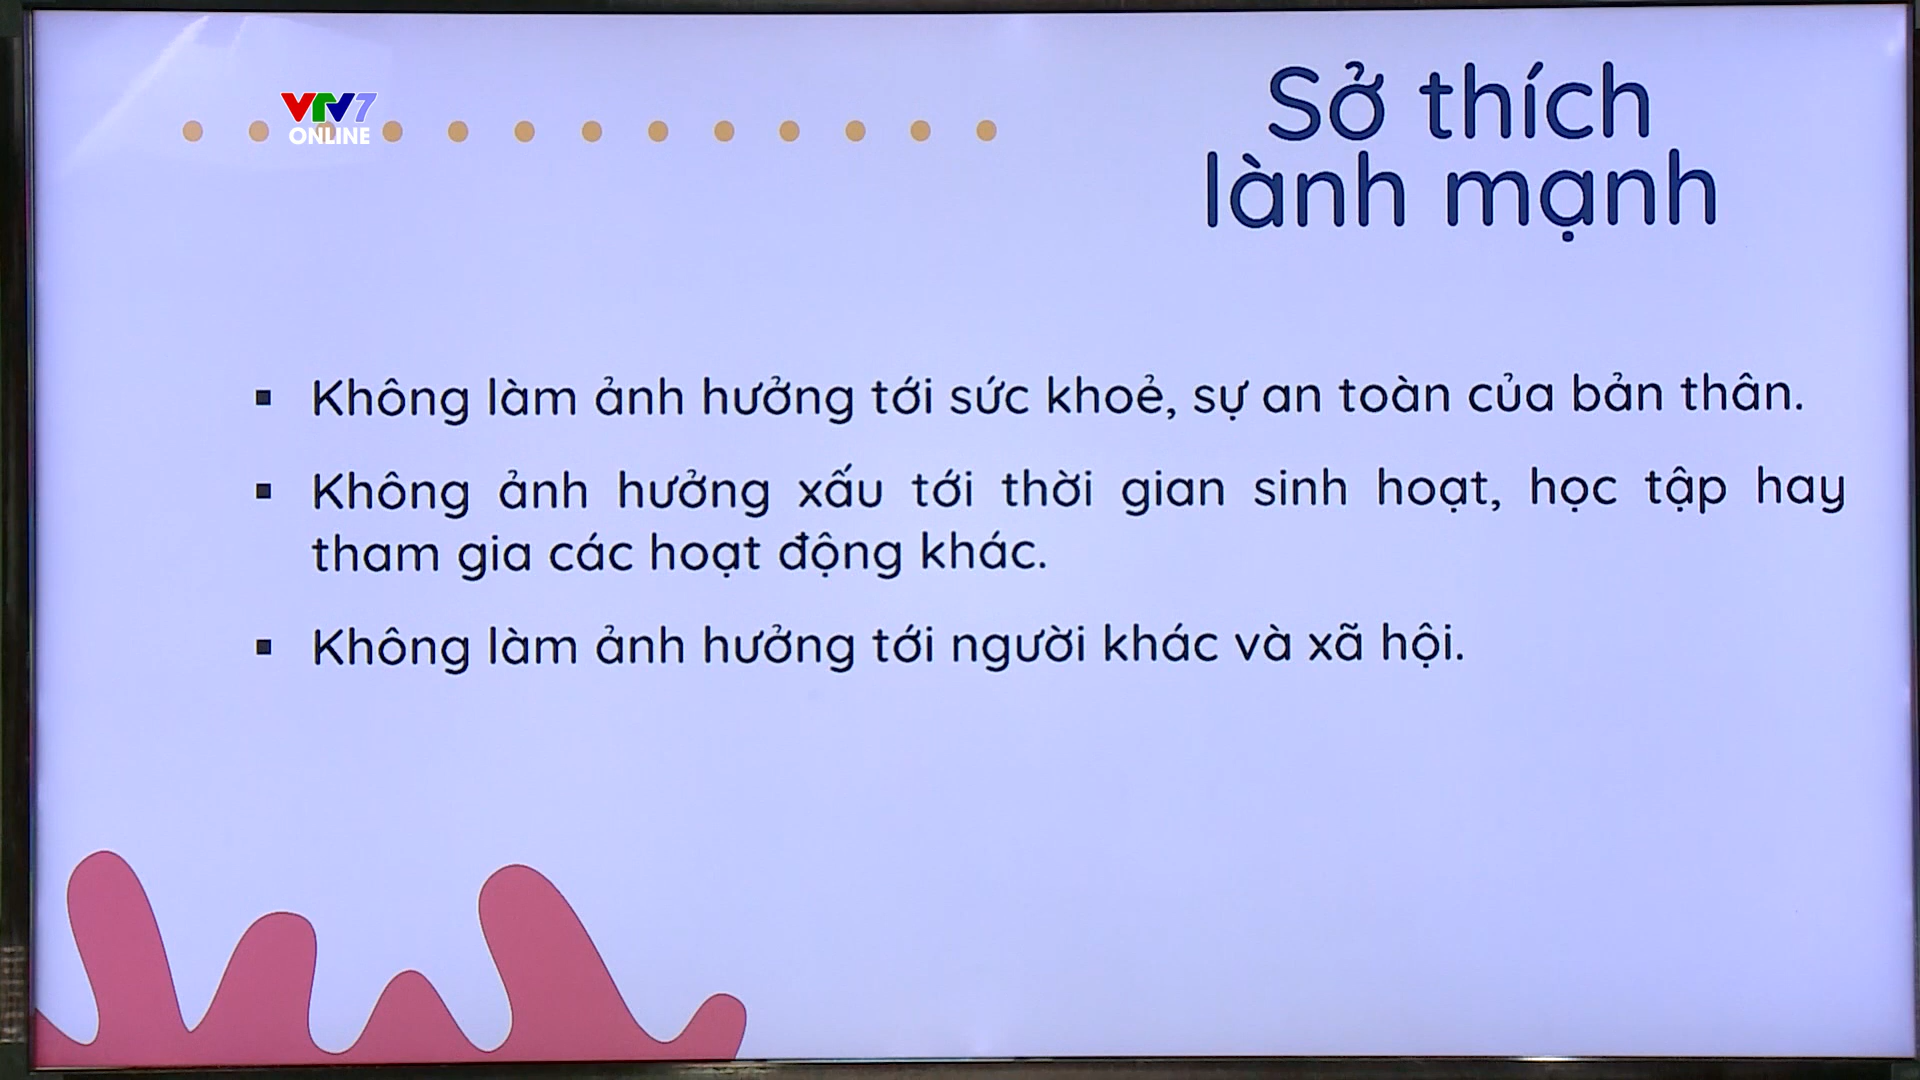 VTV7
ONLINE
Sở thích
lành mạnh
▪ Không làm ảnh hưởng tới sức khoẻ, sự an toàn của bản thân.
▪ Không ảnh hưởng xấu tới thời gian sinh hoạt, học tập hay
tham gia các hoạt động khác.
▪ Không làm ảnh hưởng tới người khác và xã hội.